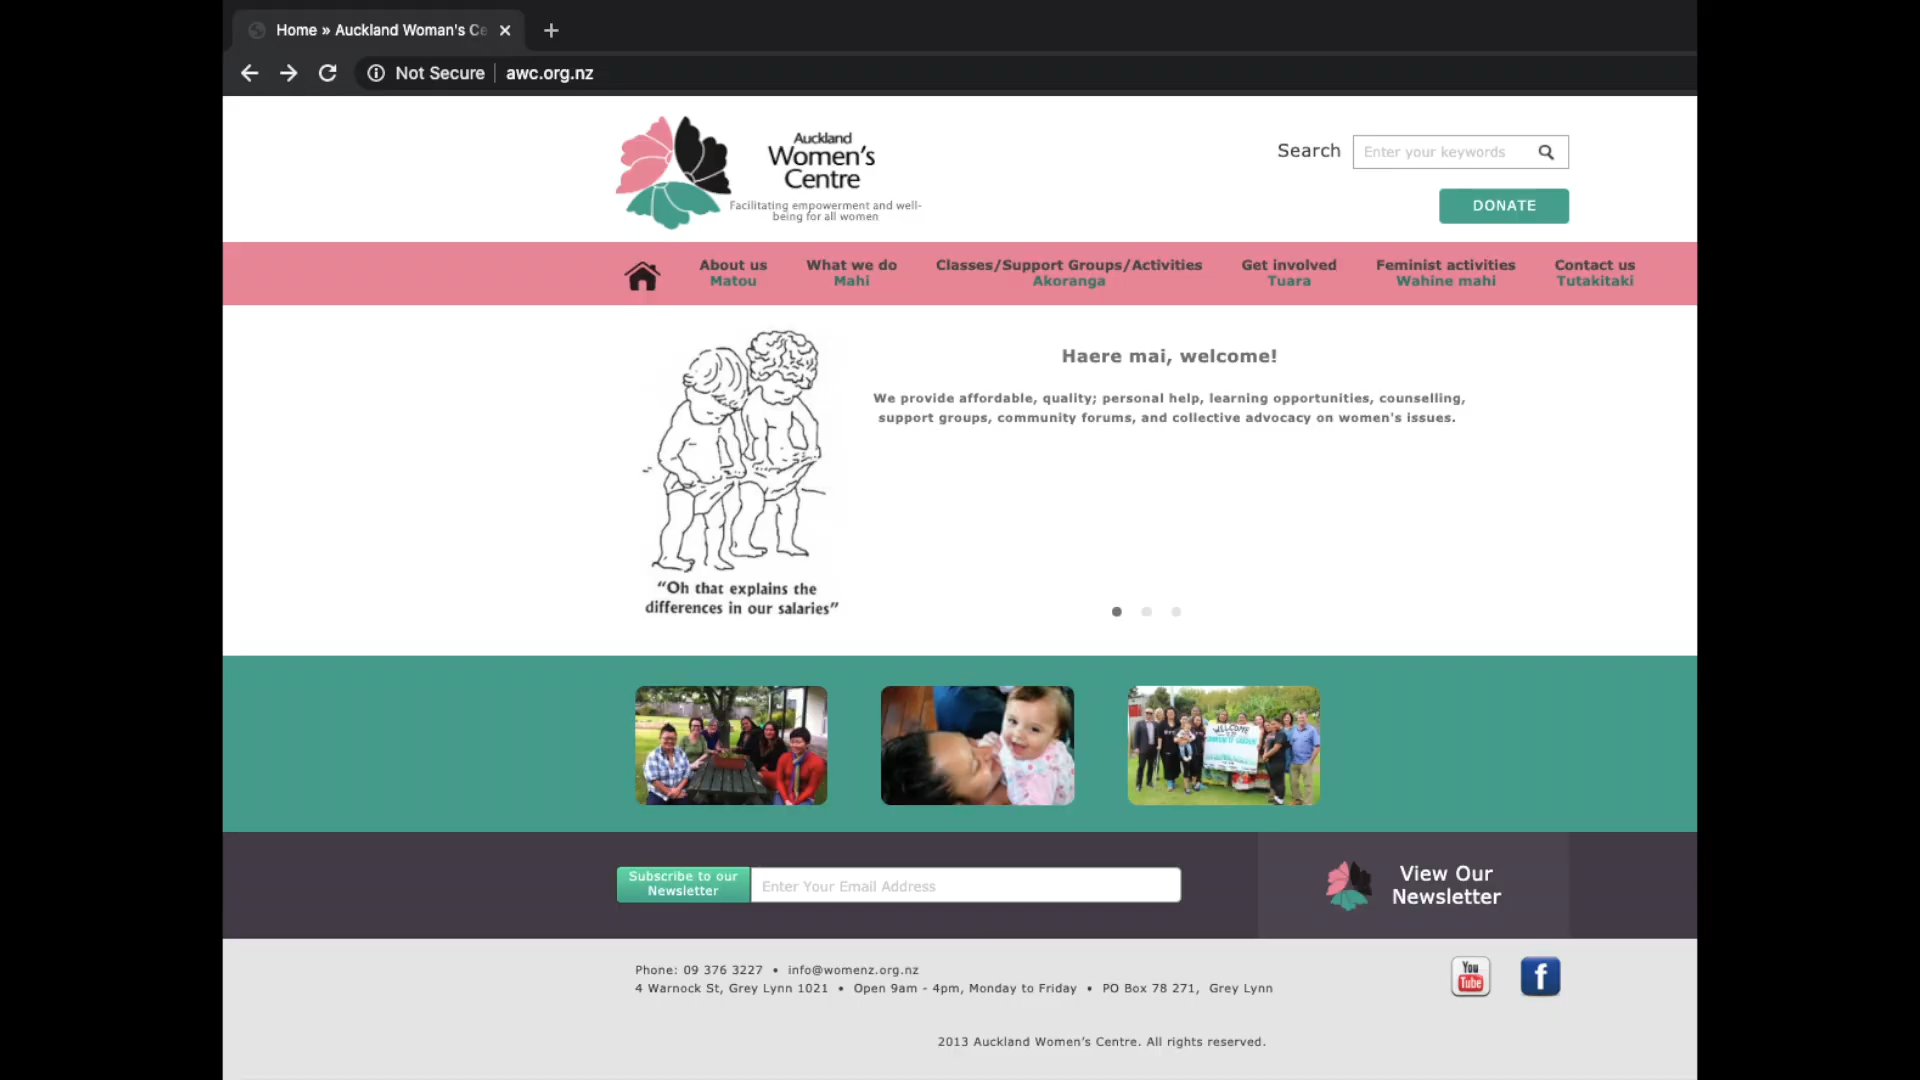 Home » Auckland Woman's Ce
Not Secure | awc.org.nz
Auckland
Women's
Centre
Facilitating empowerment and well-
being for all women
Search
Enter your keywords
DONATE
About us
Matou
What we do
Mahi
Classes/Support Groups/Activities
Akoranga
Get involved
Tuara
Feminist activities
Wahine mahi
Contact us
Tutakitaki
Haere mai, welcome!
We provide affordable, quality; personal help, learning opportunities, counselling,
support groups, community forums, and collective advocacy on women's issues.
“Oh that explains the
differences in our salaries”
WELCOME
Subscribe to our
Newsletter
Enter Your Email Address
View Our
Newsletter
Phone: 09 376 3227 • info@womenz.org.nz
4 Warnock St, Grey Lynn 1021 • Open 9am - 4pm, Monday to Friday • PO Box 78 271, Grey Lynn
You
Tube
f
2013 Auckland Women’s Centre. All rights reserved.